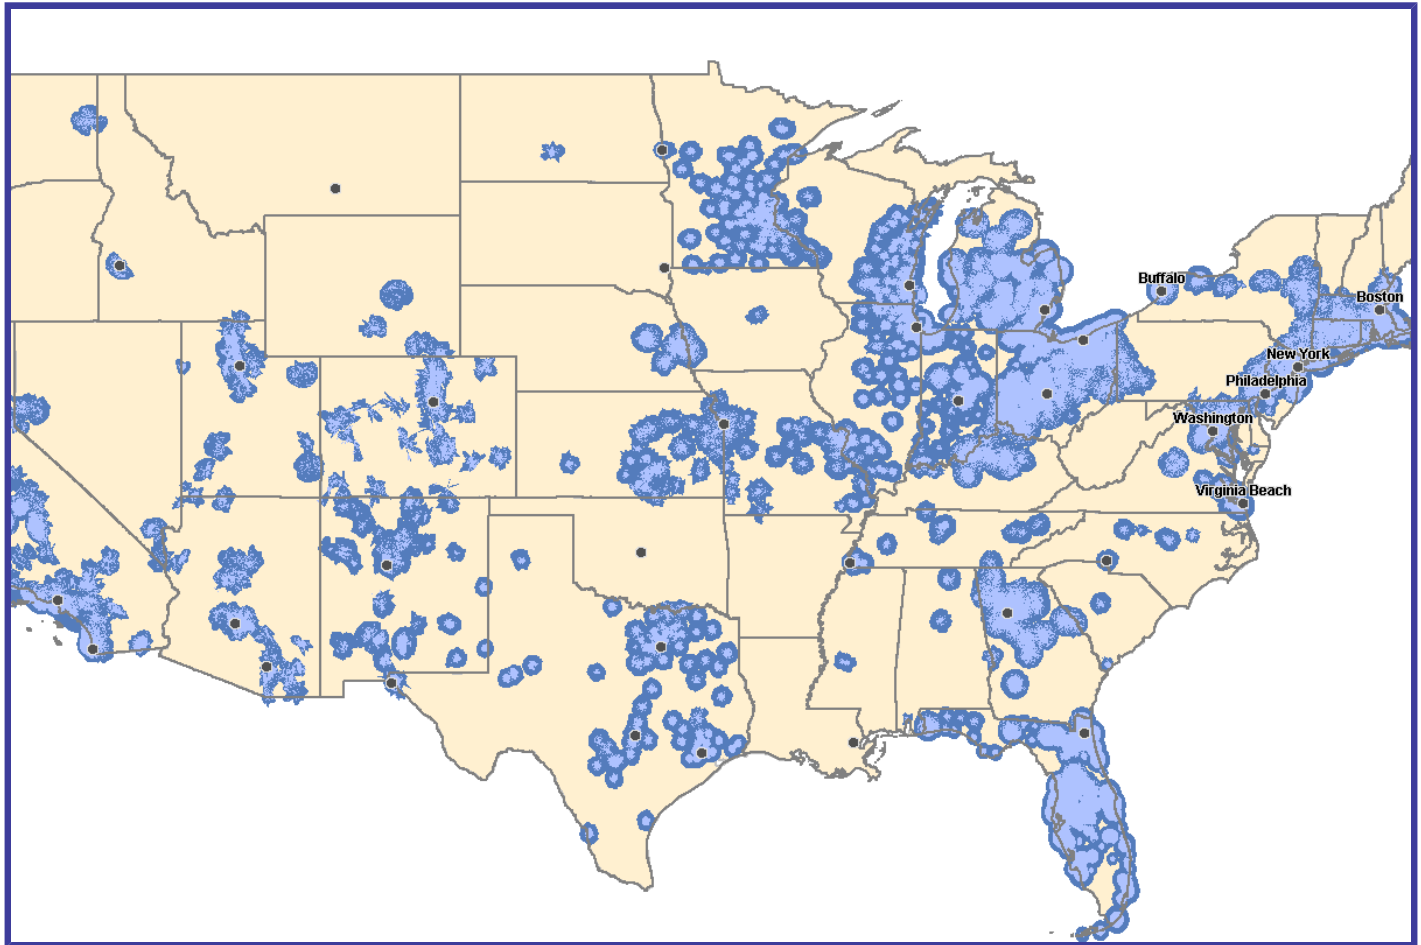 Buffalo
Boston
New York
Philadelphia
Washington
Virginia Beach